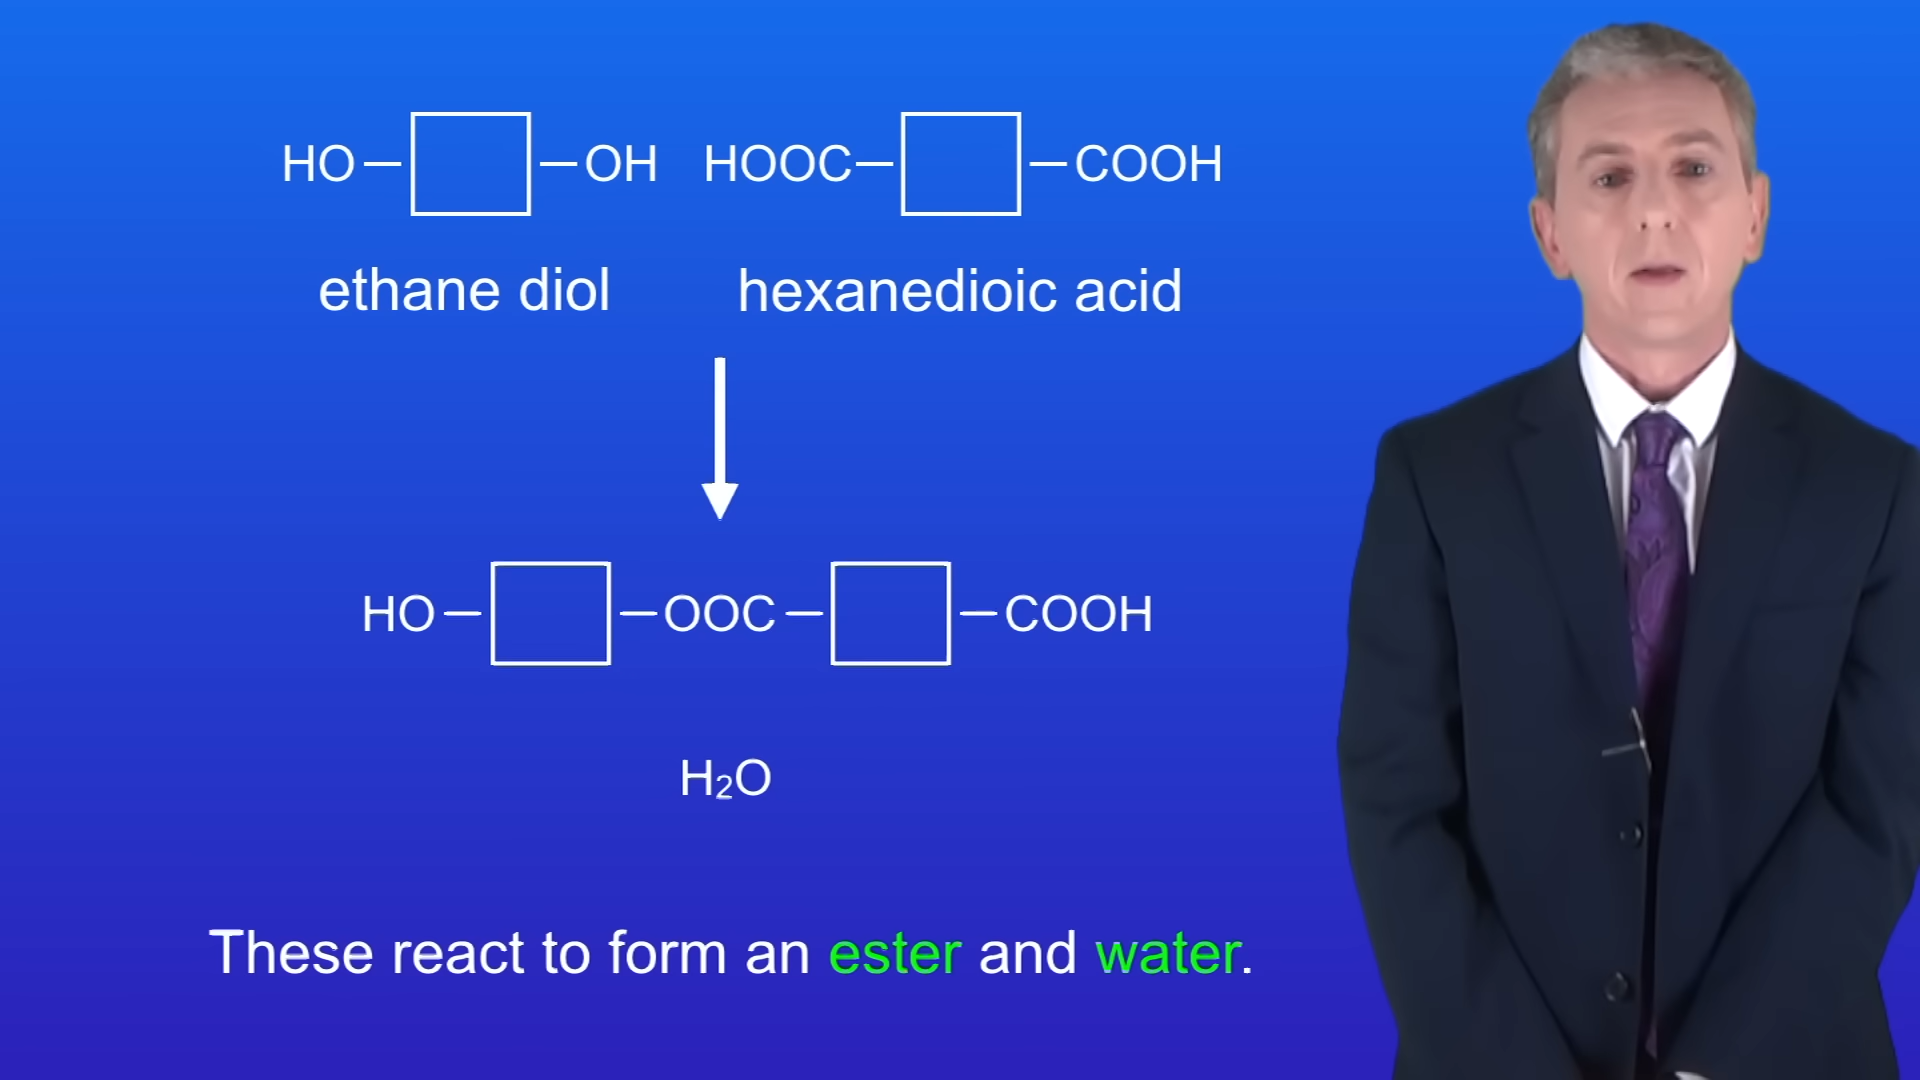 HO—□—OH HOOC—□—COOH
ethane diol hexanedioic acid
HO—□—OOC—□—COOH
H₂O
These react to form an ester and water.